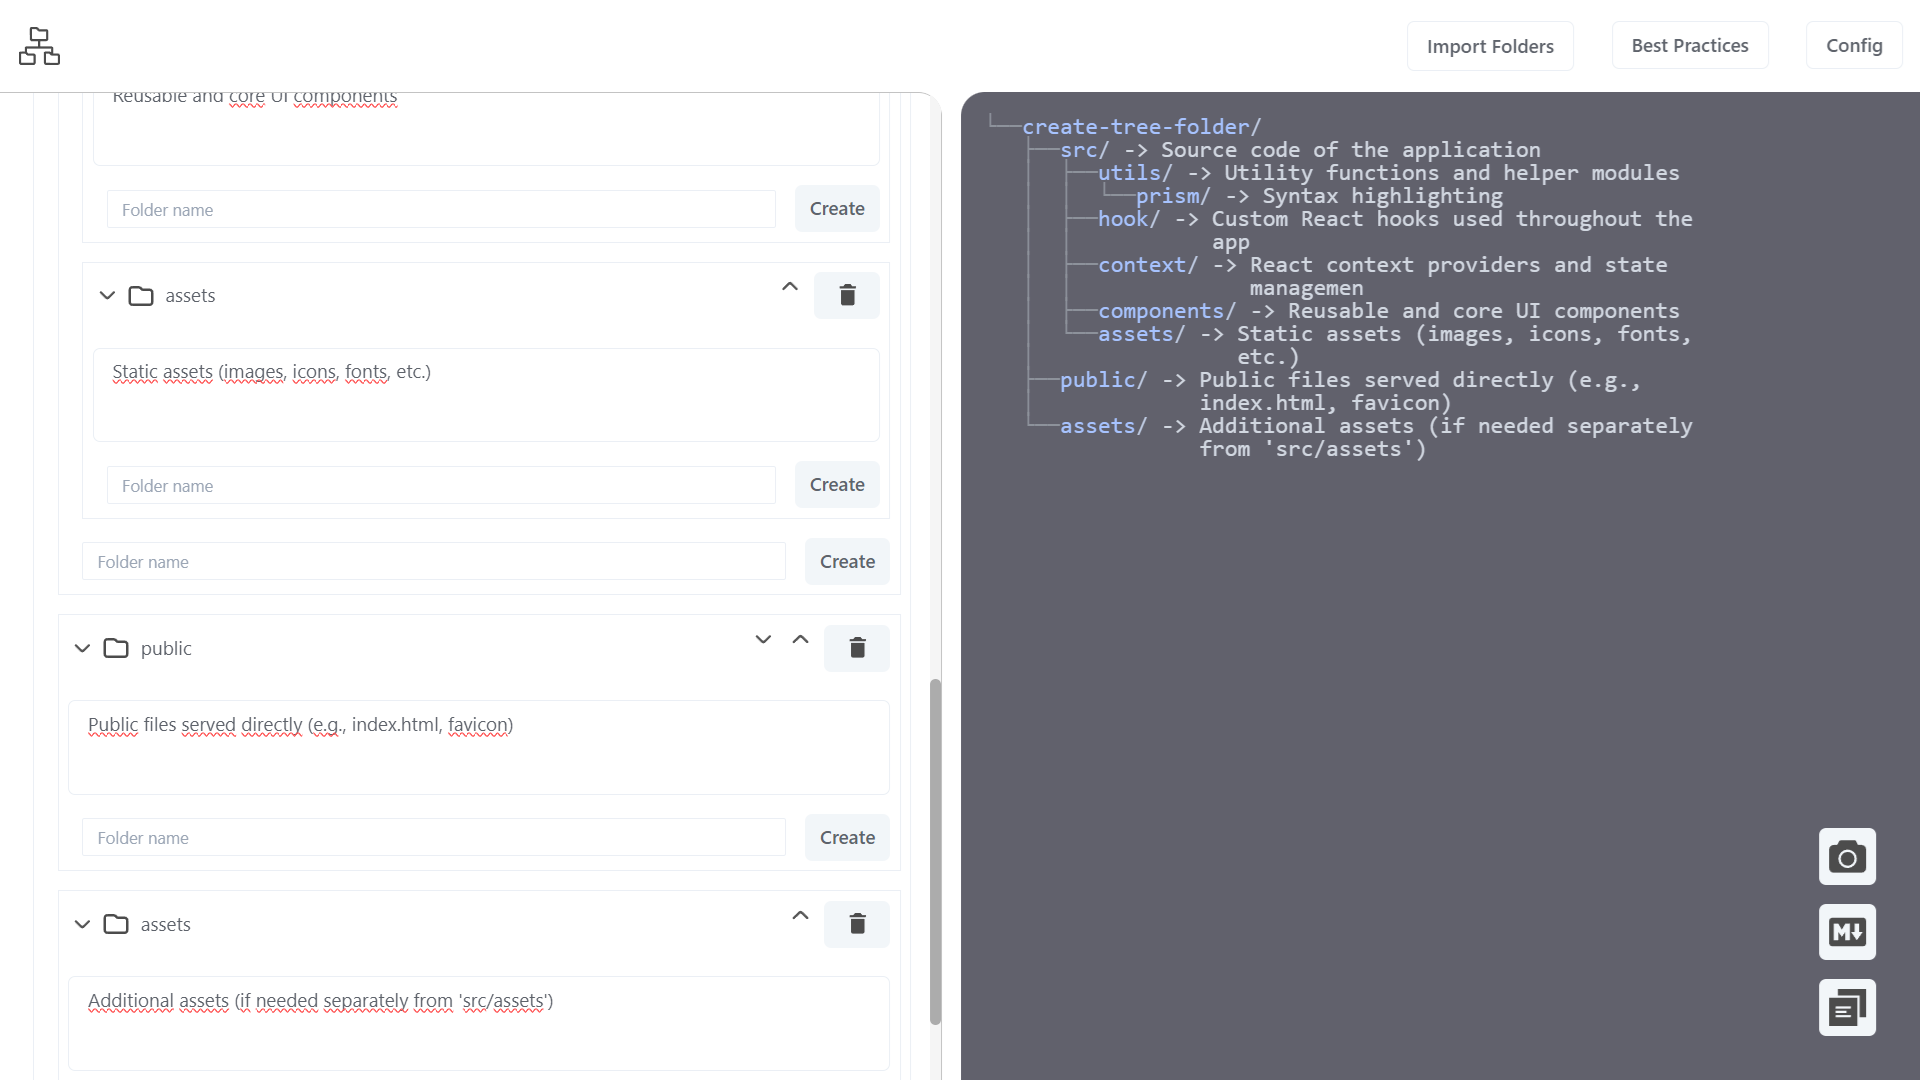 Import Folders
Best Practices
Config
Reusable and core UI components
Folder name
Create
assets
Static assets (images, icons, fonts, etc.)
Folder name
Create
Folder name
Create
public
Public files served directly (e.g., index.html, favicon)
Folder name
Create
assets
Additional assets (if needed separately from 'src/assets')
└──create-tree-folder/
├──src/ -> Source code of the application
│ ├──utils/ -> Utility functions and helper modules
│ │ └──prism/ -> Syntax highlighting
│ ├──hook/ -> Custom React hooks used throughout the
│ │ app
│ ├──context/ -> React context providers and state
│ │ managemen
│ ├──components/ -> Reusable and core UI components
│ └──assets/ -> Static assets (images, icons, fonts,
│ etc.)
├──public/ -> Public files served directly (e.g.,
│ index.html, favicon)
└──assets/ -> Additional assets (if needed separately
from 'src/assets')
M